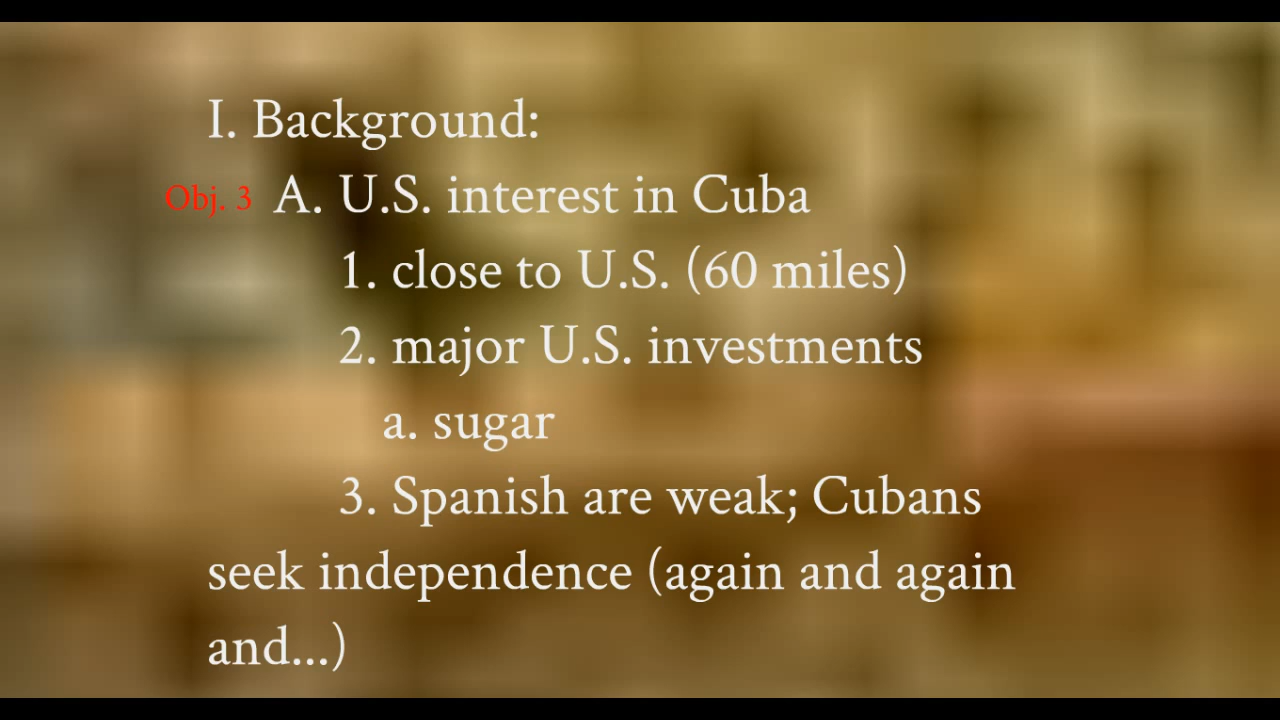 I. Background:
Obj. 3 A. U.S. interest in Cuba
1. close to U.S. (60 miles)
2. major U.S. investments
a. sugar
3. Spanish are weak; Cubans
seek independence (again and again
and...)